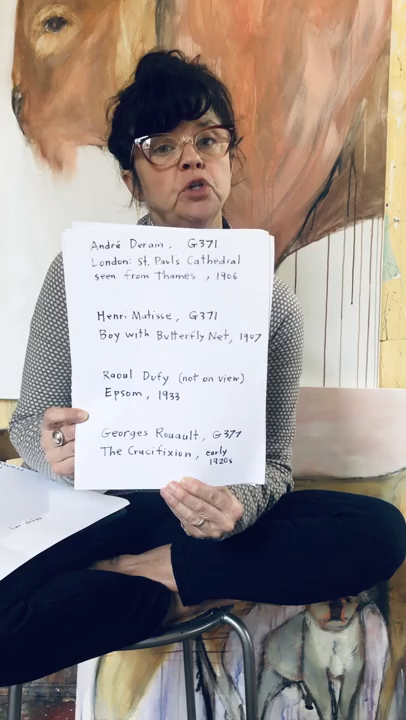 André Derain, G371
London: St. Paul's Cathedral
seen from Thames, 1906
Henri Matisse, G371
Boy with Butterfly Net, 1907
Raoul Dufy (not on view)
Epsom, 1933
Georges Rouault, G377
The Crucifixion, early
1920s